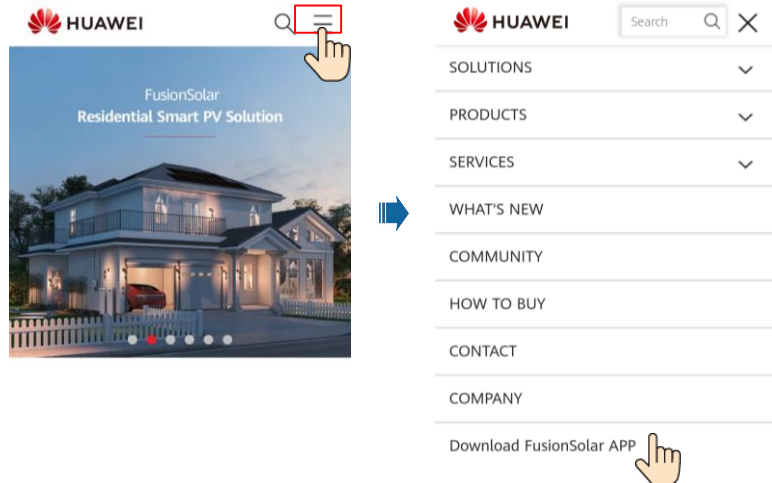 HUAWEI
FusionSolar
Residential Smart PV Solution
HUAWEI
Search
SOLUTIONS
PRODUCTS
SERVICES
WHAT'S NEW
COMMUNITY
HOW TO BUY
CONTACT
COMPANY
Download FusionSolar APP